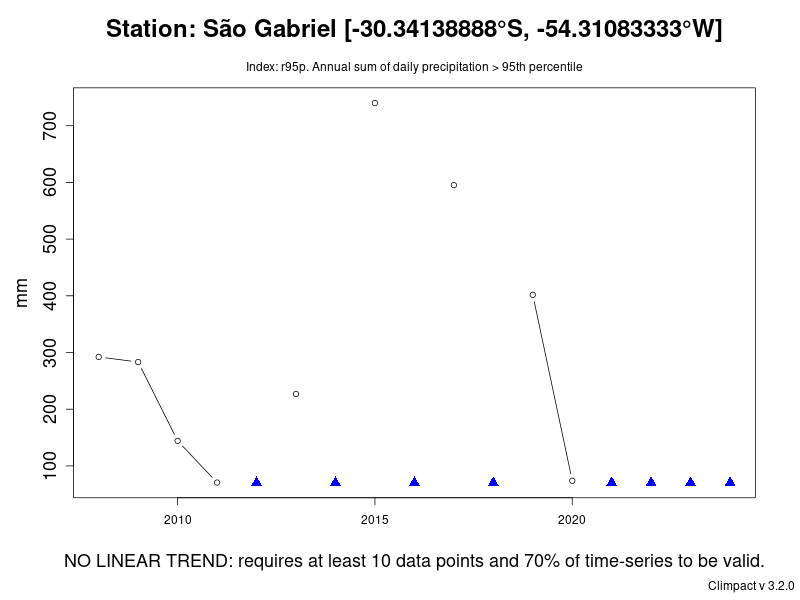 Station: São Gabriel [-30.34138888°S, -54.31083333°W]
Index: r95p. Annual sum of daily precipitation > 95th percentile
mm
700
600
500
400
300
200
100
2010 2015 2020
NO LINEAR TREND: requires at least 10 data points and 70% of time-series to be valid.
Climpact v 3.2.0